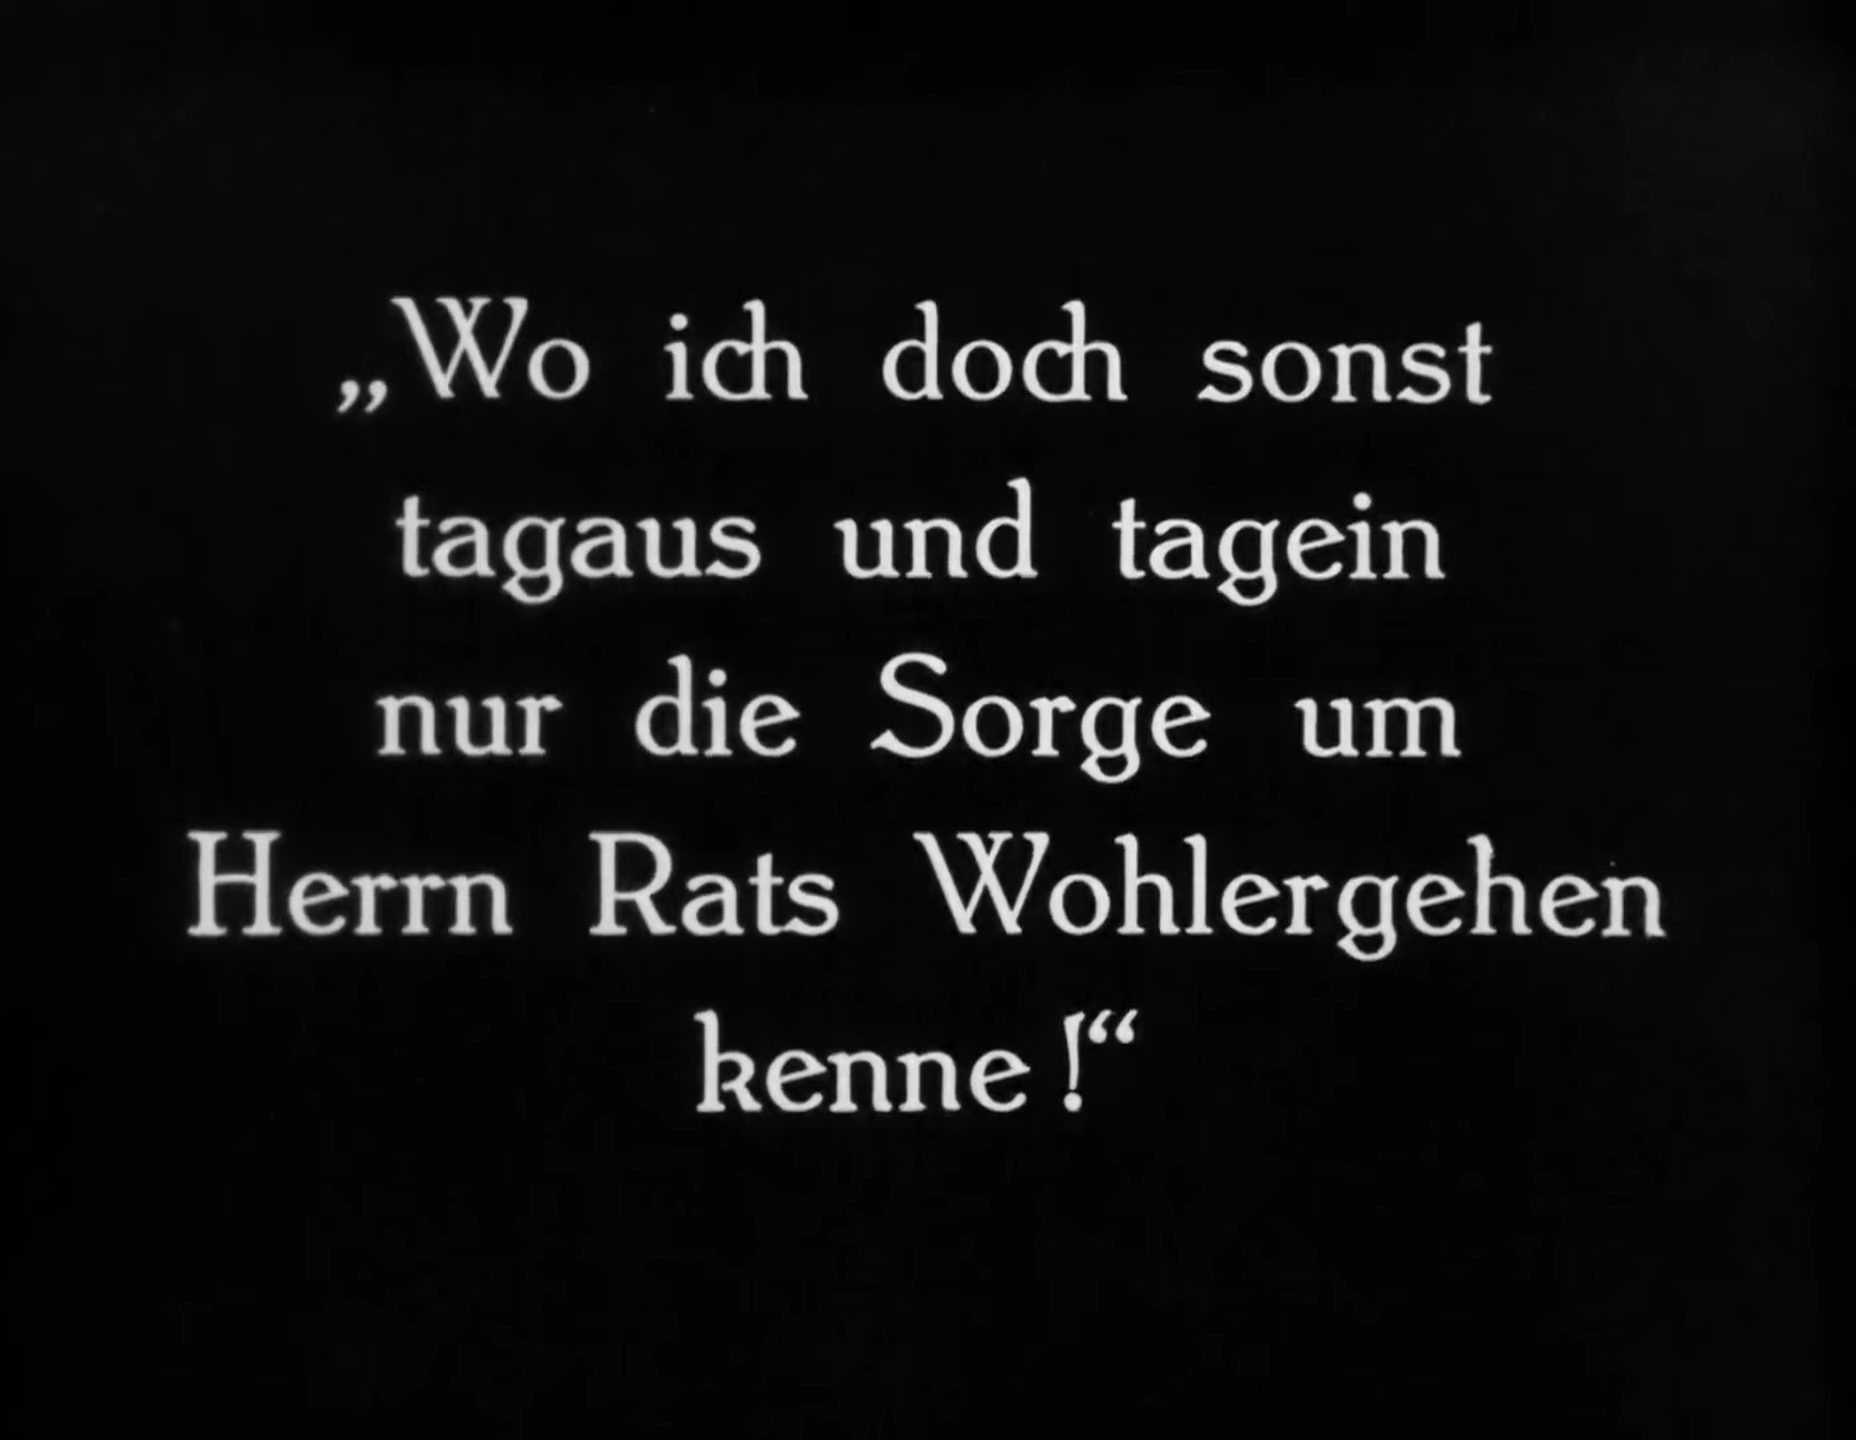 „Wo ich doch sonst
tagaus und tagein
nur die Sorge um
Herrn Rats Wohlergehen
kenne!“